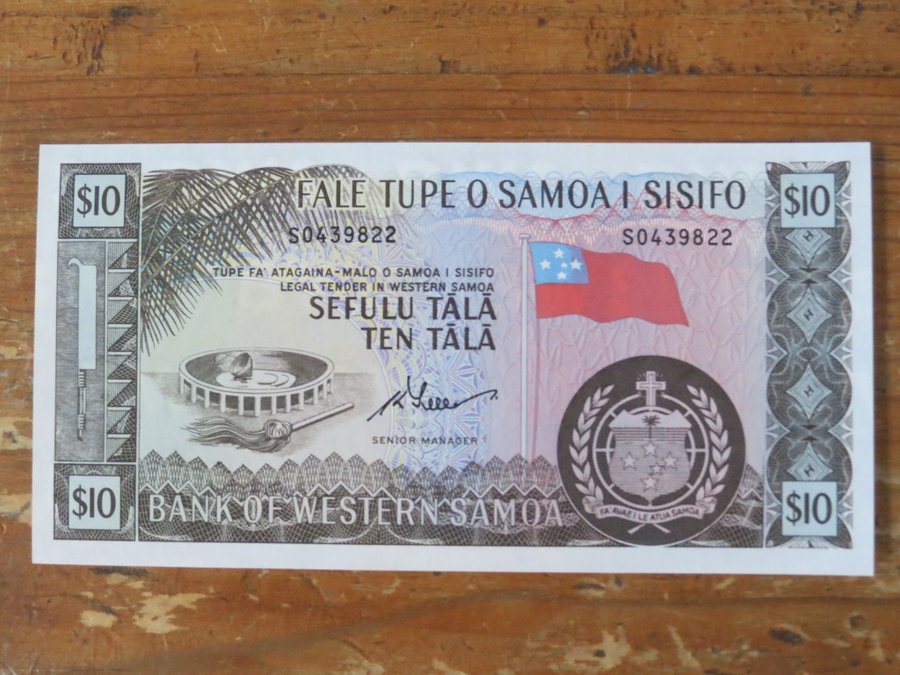 $10
$10
FALE TUPE O SAMOA I SISIFO
S0439822
S0439822
TUPE FA' ATAGAINA-MALO O SAMOA I SISIFO
LEGAL TENDER IN WESTERN SAMOA
SEFULU TĀLĀ
TEN TĀLĀ
SENIOR MANAGER
$10
BANK OF WESTERN SAMOA
FA'AVAE I LE ATUA SAMOA
$10